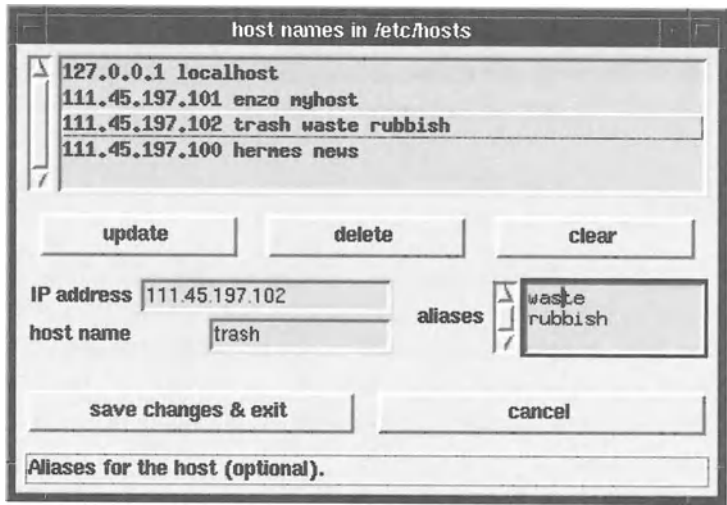 host names in /etc/hosts
127.0.0.1 localhost
111.45.197.101 enzo myhost
111.45.197.102 trash waste rubbish
111.45.197.100 hermes news
update delete clear
IP address 111.45.197.102
host name trash
aliases waste
rubbish
save changes & exit cancel
Aliases for the host (optional).